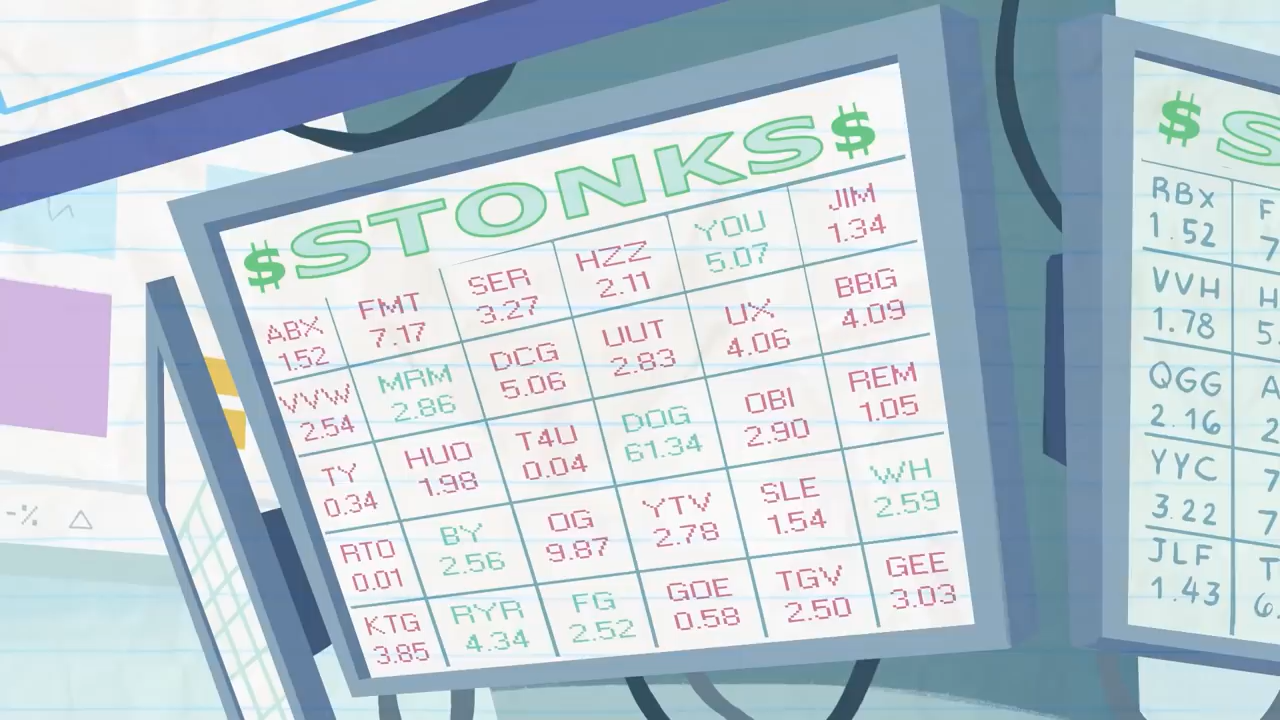 $STONKS$
ABX FMT SER HZZ YOU JIM
1.52 7.17 3.27 2.11 5.07 1.34
VVW MRM DCG UUT UX BBG
2.54 2.86 5.06 2.83 4.06 4.09
TY HUO T4U DOG OBI REM
0.34 1.98 0.04 61.34 2.90 1.05
RTO BY OG YTV SLE WH
0.01 2.56 9.87 2.78 1.54 2.59
KTG RYR FG GOE TGV GEE
3.85 4.34 2.52 0.58 2.50 3.03
$S
RBX
1.52
VVH
1.78
QGG
2.16
YYC
3.22
JLF
1.43